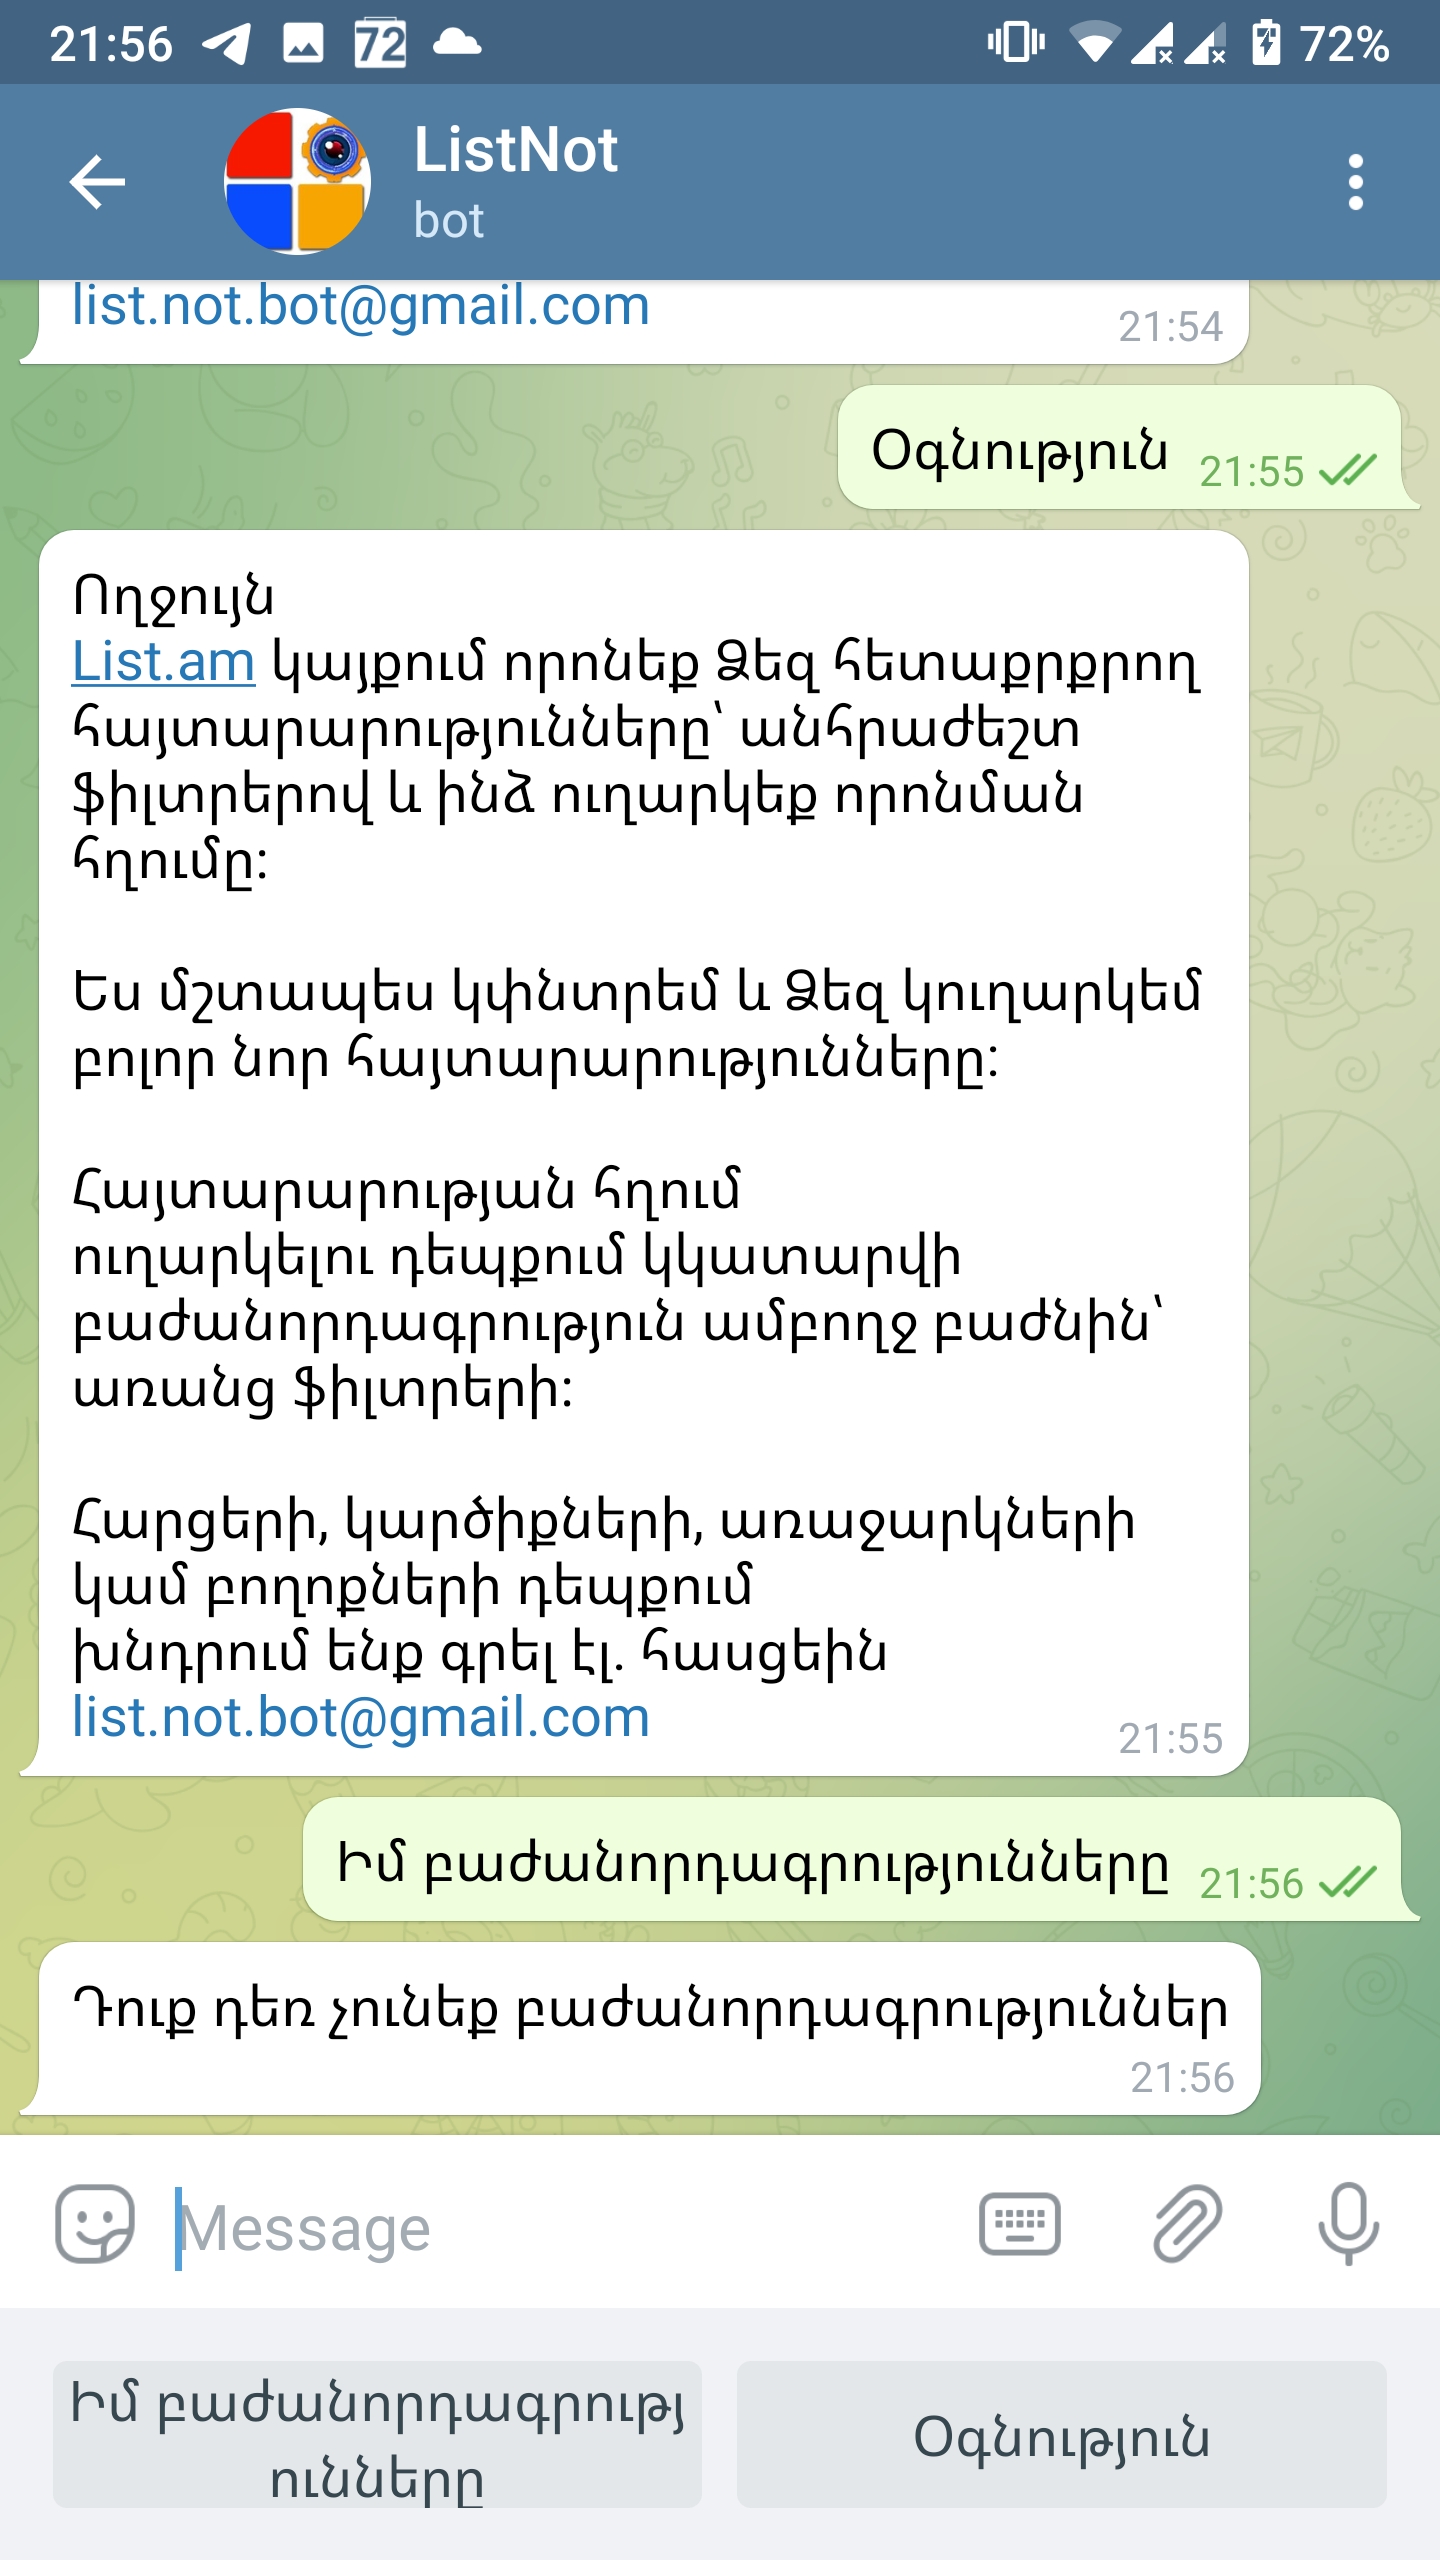 21:56
72
72%
ListNot
bot
list.not.bot@gmail.com
21:54
Օգնություն 21:55
Ողջույն
List.am կայքում որոնեք Ձեզ հետաքրքրող
հայտարարությունները՝ անհրաժեշտ
ֆիլտրերով և ինձ ուղարկեք որոնման
հղումը:
Ես մշտապես կփնտրեմ և Ձեզ կուղարկեմ
բոլոր նոր հայտարարությունները:
Հայտարարության հղում
ուղարկելու դեպքում կկատարվի
բաժանորդագրություն ամբողջ բաժնին՝
առանց ֆիլտրերի:
Հարցերի, կարծիքների, առաջարկների
կամ բողոքների դեպքում
խնդրում ենք գրել էլ. հասցեին
list.not.bot@gmail.com
21:55
Իմ բաժանորդագրությունները 21:56
Դուք դեռ չունեք բաժանորդագրություններ
21:56
Message
Իմ բաժանորդագրությ
ունները
Օգնություն